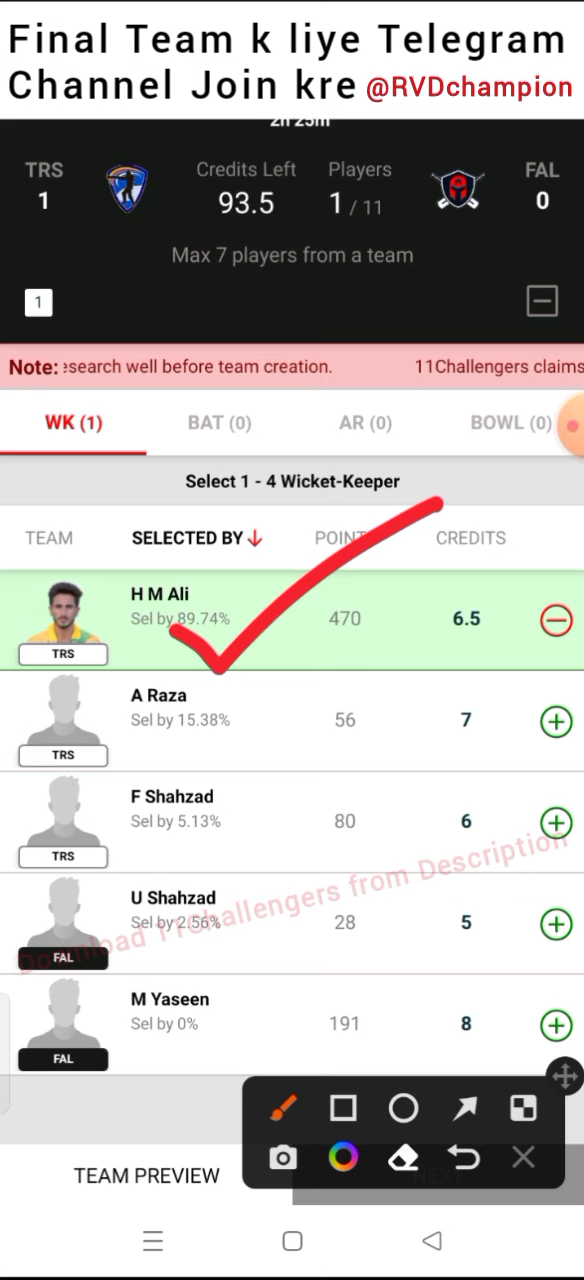 Final Team k liye Telegram
Channel Join kre @RVDchampion
2h 25m
TRS Credits Left Players FAL
1 93.5 1 / 11 0
Max 7 players from a team
1
Note: esearch well before team creation. 11Challengers claims
WK (1) BAT (0) AR (0) BOWL (0)
Select 1 - 4 Wicket-Keeper
TEAM SELECTED BY POINTS CREDITS
H M Ali
Sel by 89.74% 470 6.5
TRS
A Raza
Sel by 15.38% 56 7
TRS
F Shahzad
Sel by 5.13% 80 6
TRS
U Shahzad
Sel by 2.56% 28 5
FAL
M Yaseen
Sel by 0% 191 8
FAL
Download 11Challengers from Description
TEAM PREVIEW NEXT